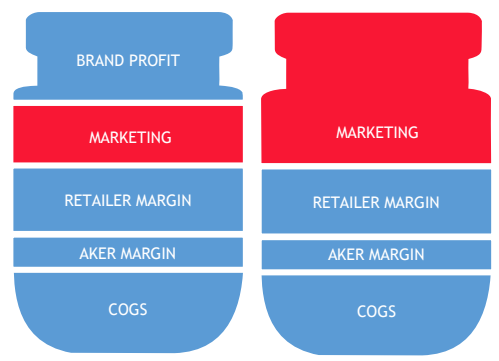 BRAND PROFIT
MARKETING
RETAILER MARGIN
AKER MARGIN
COGS
MARKETING
RETAILER MARGIN
AKER MARGIN
COGS